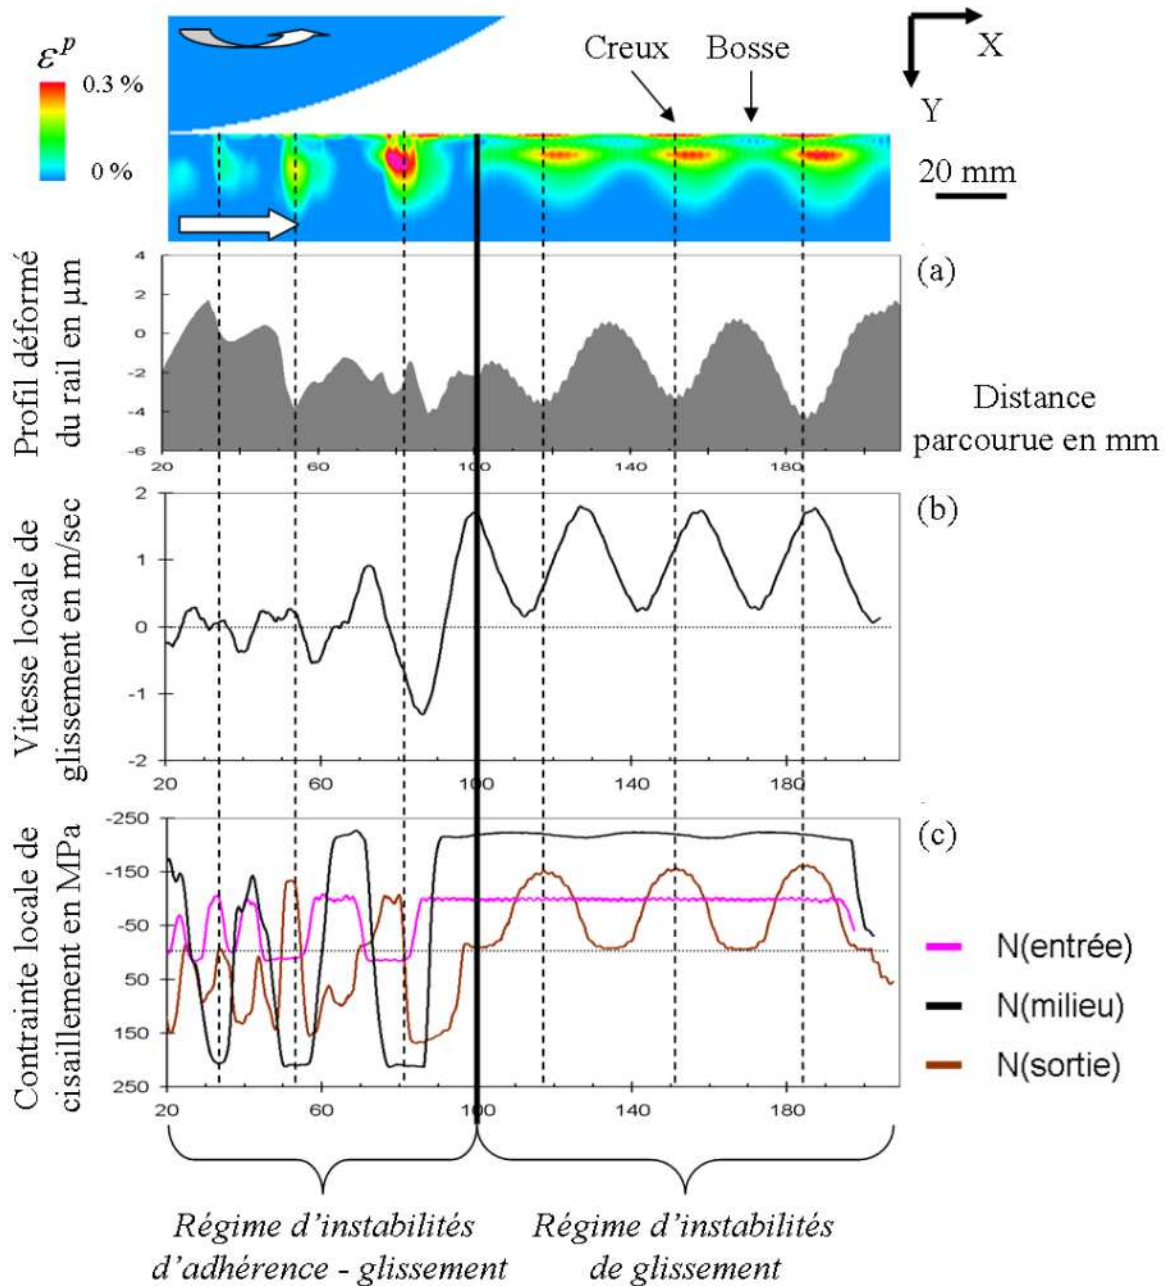 εᵖ
0.3 %
0 %
Creux
Bosse
X
Y
20 mm
(a)
Profil déformé
du rail en µm
4
2
0
-2
-4
-6
20
60
100
180
Distance
parcourue en mm
(b)
Vitesse locale de
glissement en m/sec
2
1
0
-1
-2
20
60
100
140
180
(c)
Contrainte locale de
cisaillement en MPa
-250
-150
-50
50
150
250
20
60
100
140
180
N(entrée)
N(milieu)
N(sortie)
Régime d'instabilités
d'adhérence - glissement
Régime d'instabilités
de glissement